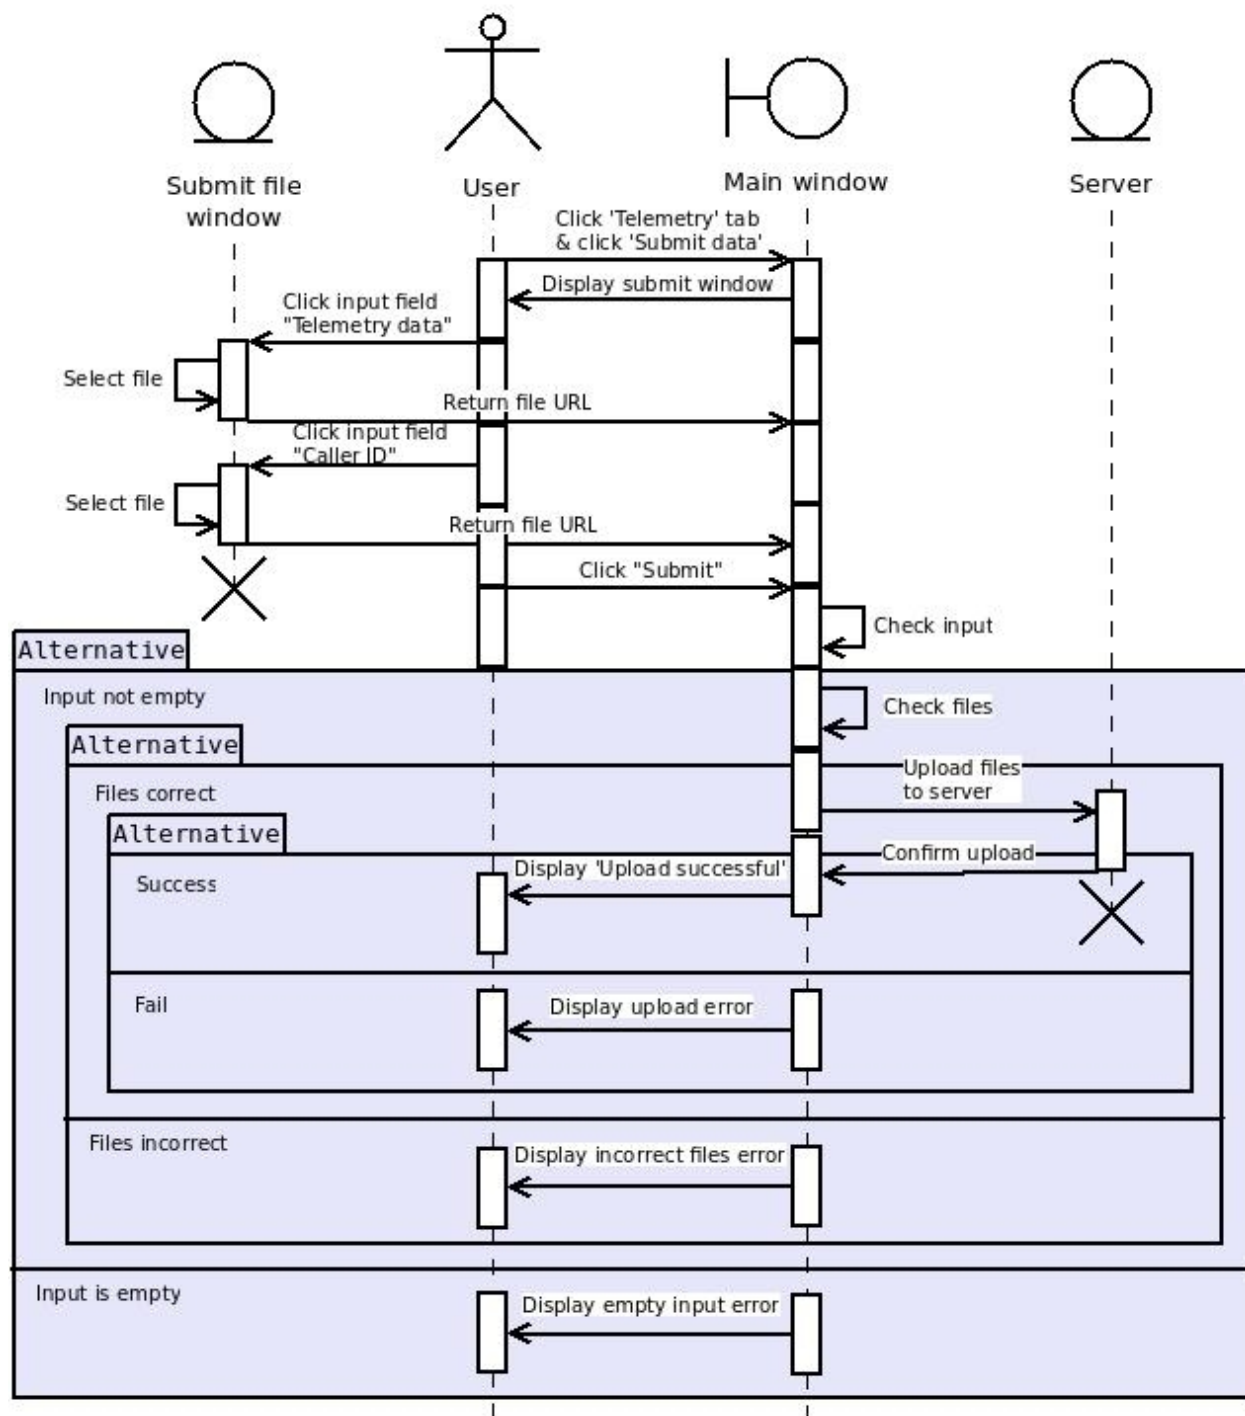 Submit file
window
User
Main window
Server
Click 'Telemetry' tab
& click 'Submit data'
Display submit window
Click input field
"Telemetry data"
Select file
Return file URL
Click input field
"Caller ID"
Select file
Return file URL
Click "Submit"
Check input
Alternative
Input not empty
Check files
Alternative
Files correct
Upload files
to server
Alternative
Confirm upload
Success
Display 'Upload successful'
Fail
Display upload error
Files incorrect
Display incorrect files error
Input is empty
Display empty input error